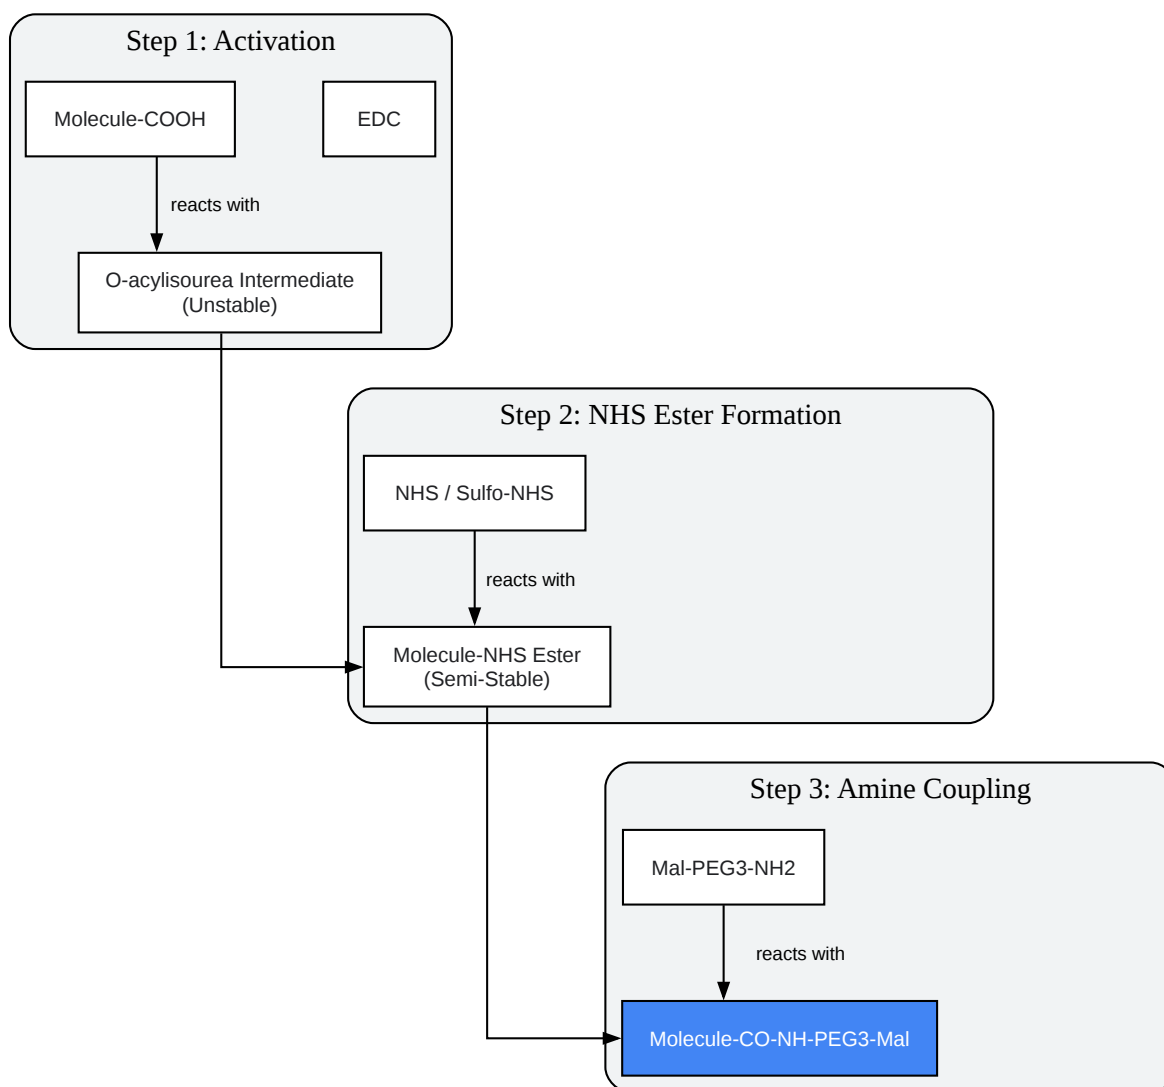 Step 1: Activation
Molecule-COOH
EDC
reacts with
O-acylisourea Intermediate
(Unstable)
Step 2: NHS Ester Formation
NHS / Sulfo-NHS
reacts with
Molecule-NHS Ester
(Semi-Stable)
Step 3: Amine Coupling
Mal-PEG3-NH2
reacts with
Molecule-CO-NH-PEG3-Mal